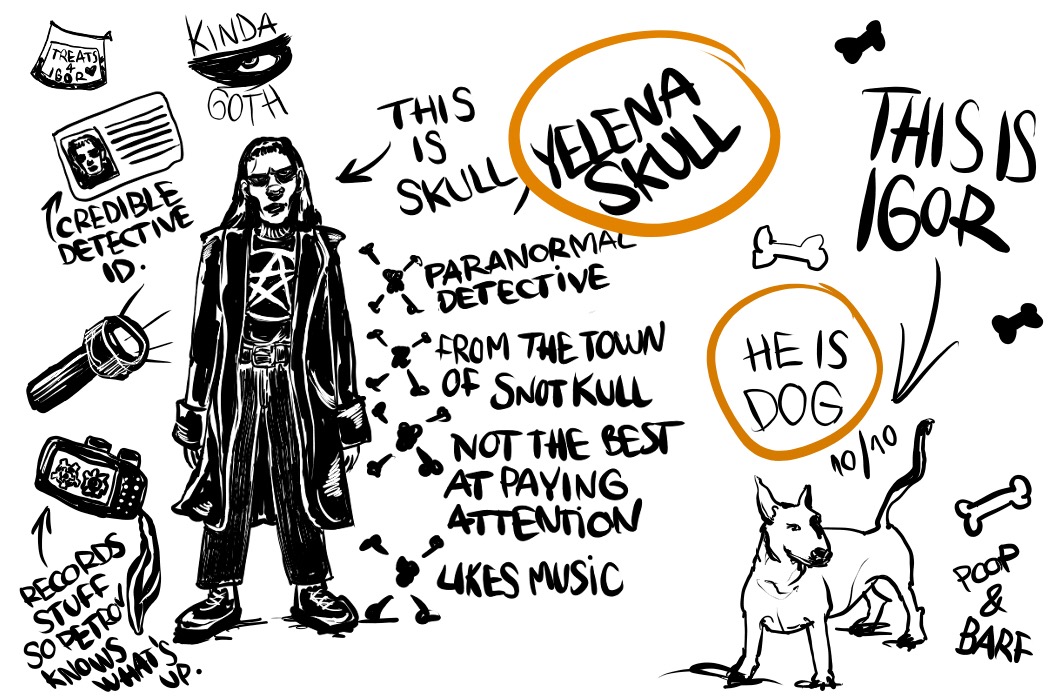 TREATS
4
IGOR
KINDA
GOTH
CREDIBLE
DETECTIVE
ID.
RECORDS
STUFF
SO PETROV
KNOWS
WHAT'S
UP.
THIS
IS
SKULL,
YELENA
SKULL
PARANORMAL
DETECTIVE
FROM THE TOWN
OF SNOTKULL
NOT THE BEST
AT PAYING
ATTENTION
LIKES MUSIC
THIS IS
IGOR
HE IS
DOG
10/10
POOP
&
BARF